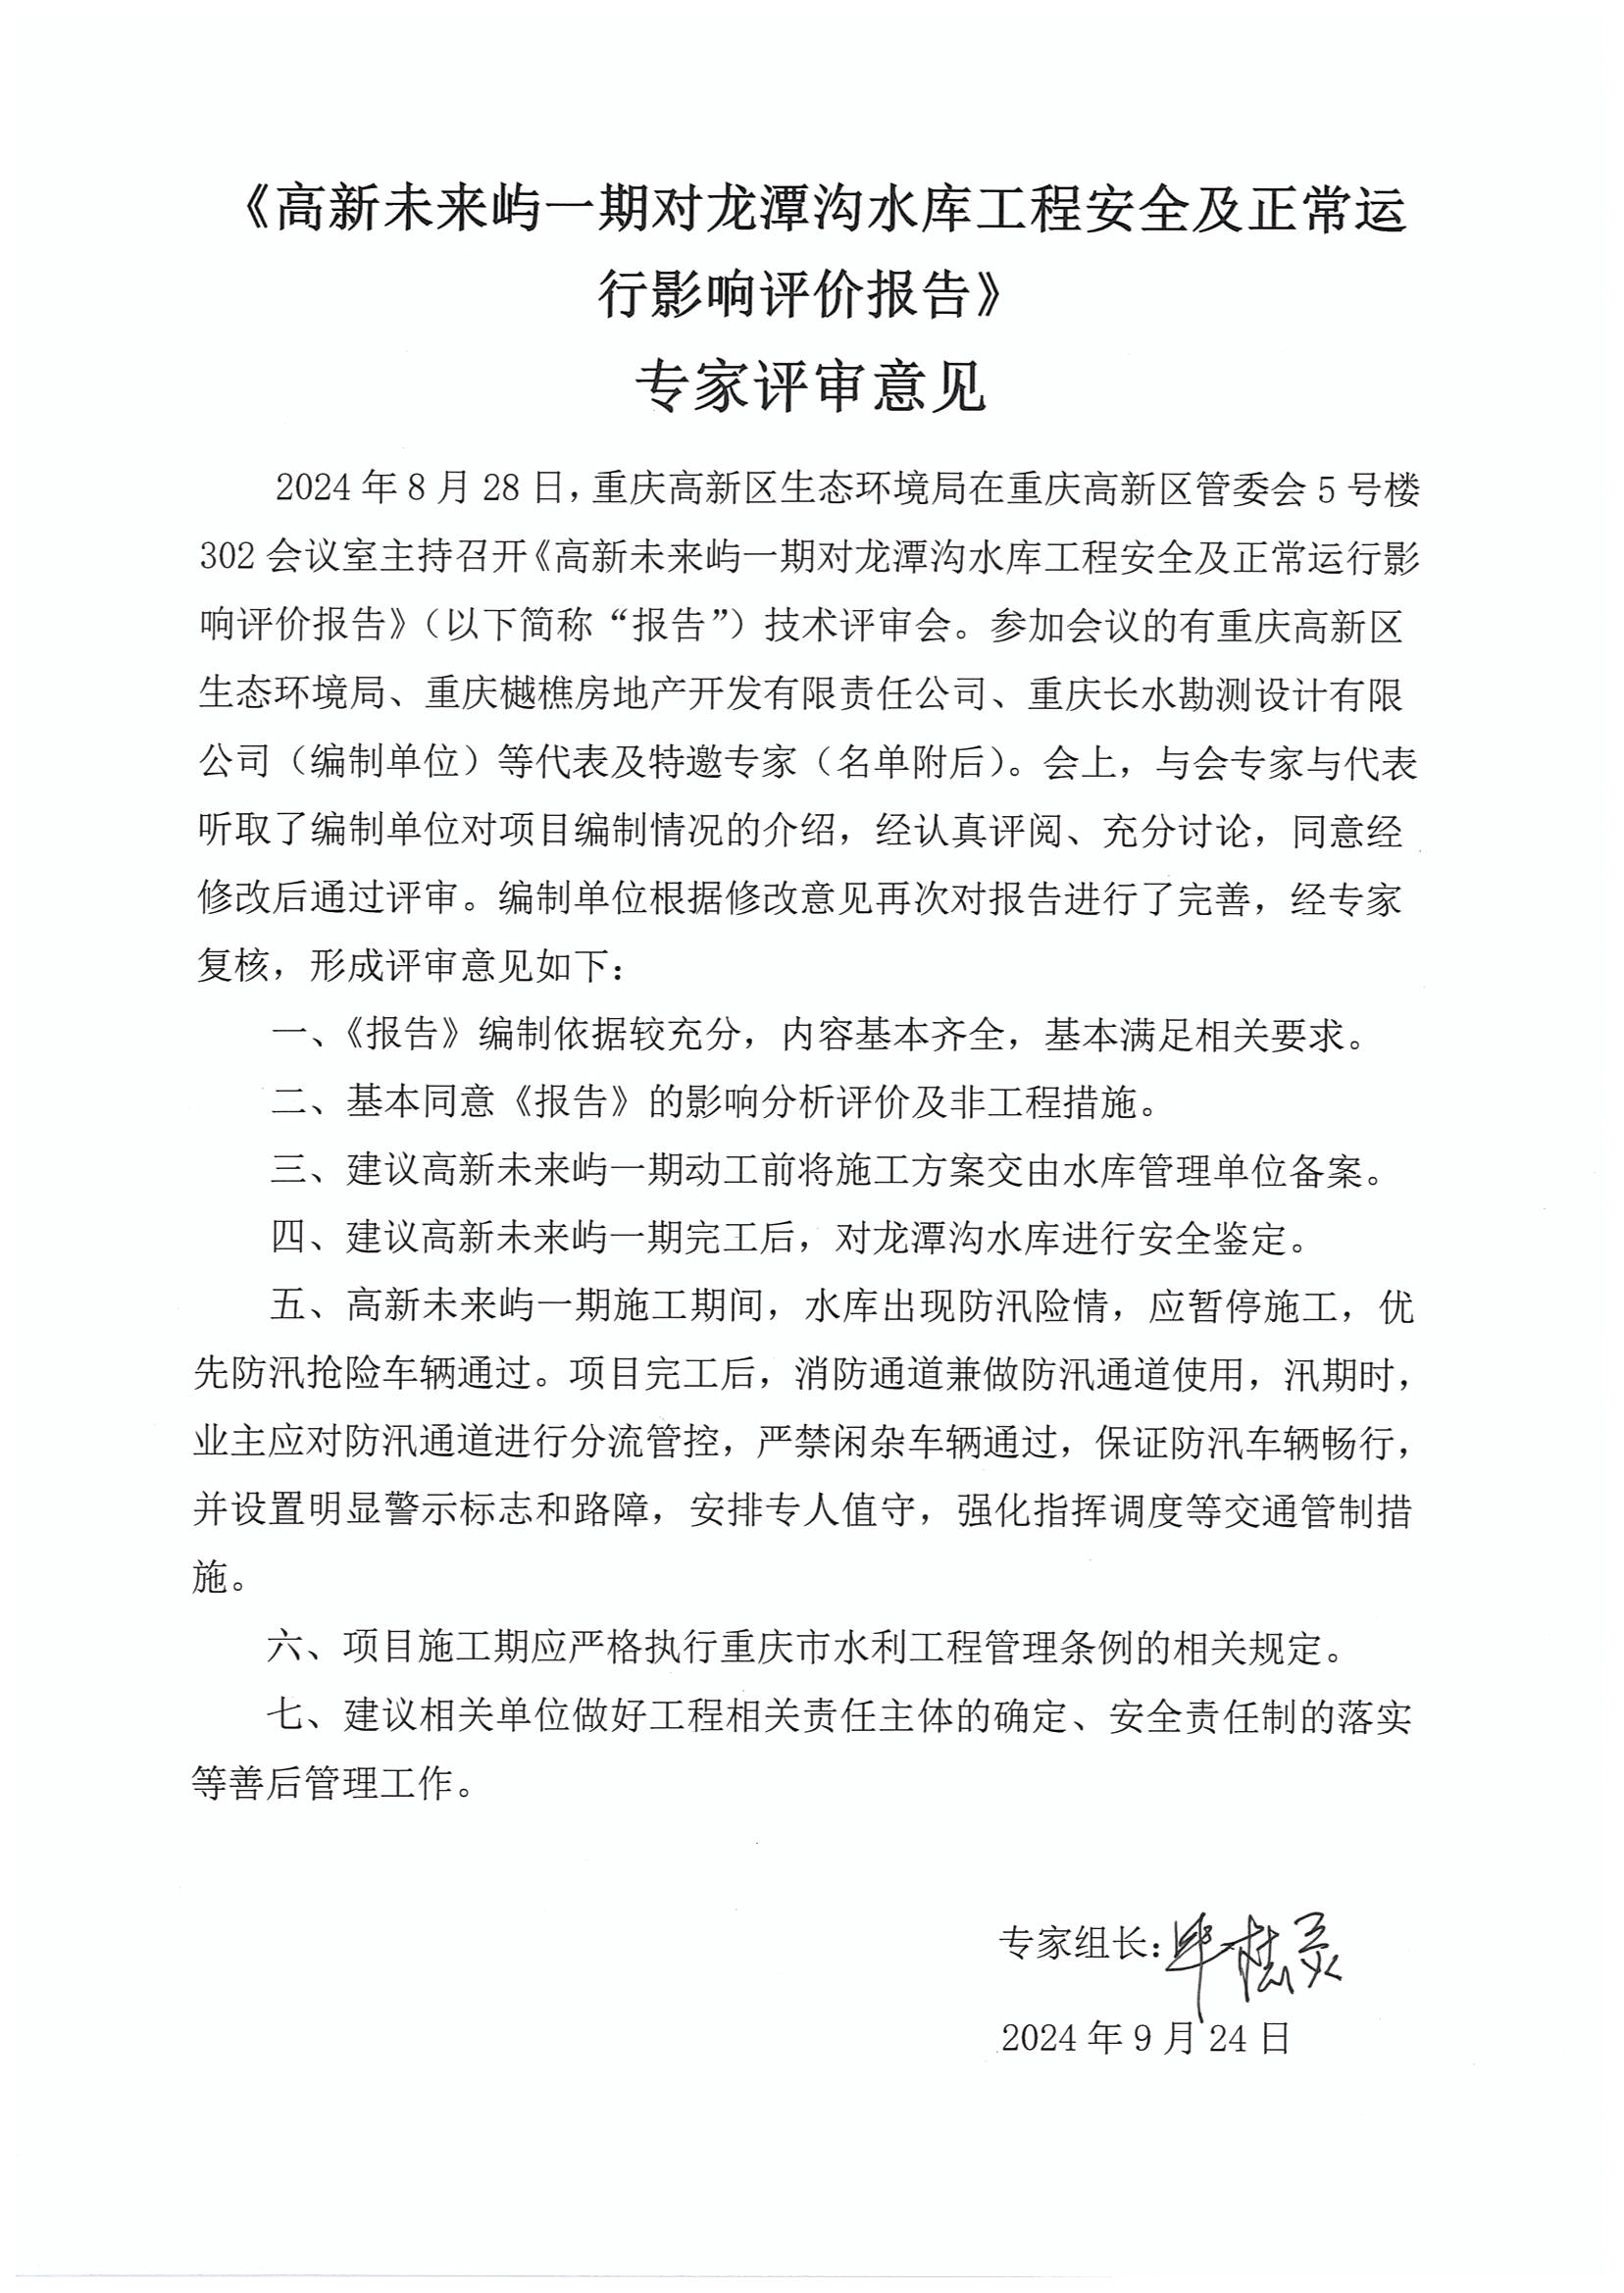 《高新未来屿一期对龙潭沟水库工程安全及正常运
行影响评价报告》
专家评审意见
2024年8月28日，重庆高新区生态环境局在重庆高新区管委会5号楼
302会议室主持召开《高新未来屿一期对龙潭沟水库工程安全及正常运行影
响评价报告》（以下简称“报告”）技术评审会。参加会议的有重庆高新区
生态环境局、重庆樾樵房地产开发有限责任公司、重庆长水勘测设计有限
公司（编制单位）等代表及特邀专家（名单附后）。会上，与会专家与代表
听取了编制单位对项目编制情况的介绍，经认真评阅、充分讨论，同意经
修改后通过评审。编制单位根据修改意见再次对报告进行了完善，经专家
复核，形成评审意见如下：
一、《报告》编制依据较充分，内容基本齐全，基本满足相关要求。
二、基本同意《报告》的影响分析评价及非工程措施。
三、建议高新未来屿一期动工前将施工方案交由水库管理单位备案。
四、建议高新未来屿一期完工后，对龙潭沟水库进行安全鉴定。
五、高新未来屿一期施工期间，水库出现防汛险情，应暂停施工，优
先防汛抢险车辆通过。项目完工后，消防通道兼做防汛通道使用，汛期时，
业主应对防汛通道进行分流管控，严禁闲杂车辆通过，保证防汛车辆畅行，
并设置明显警示标志和路障，安排专人值守，强化指挥调度等交通管制措
施。
六、项目施工期应严格执行重庆市水利工程管理条例的相关规定。
七、建议相关单位做好工程相关责任主体的确定、安全责任制的落实
等善后管理工作。
专家组长：
2024年9月24日